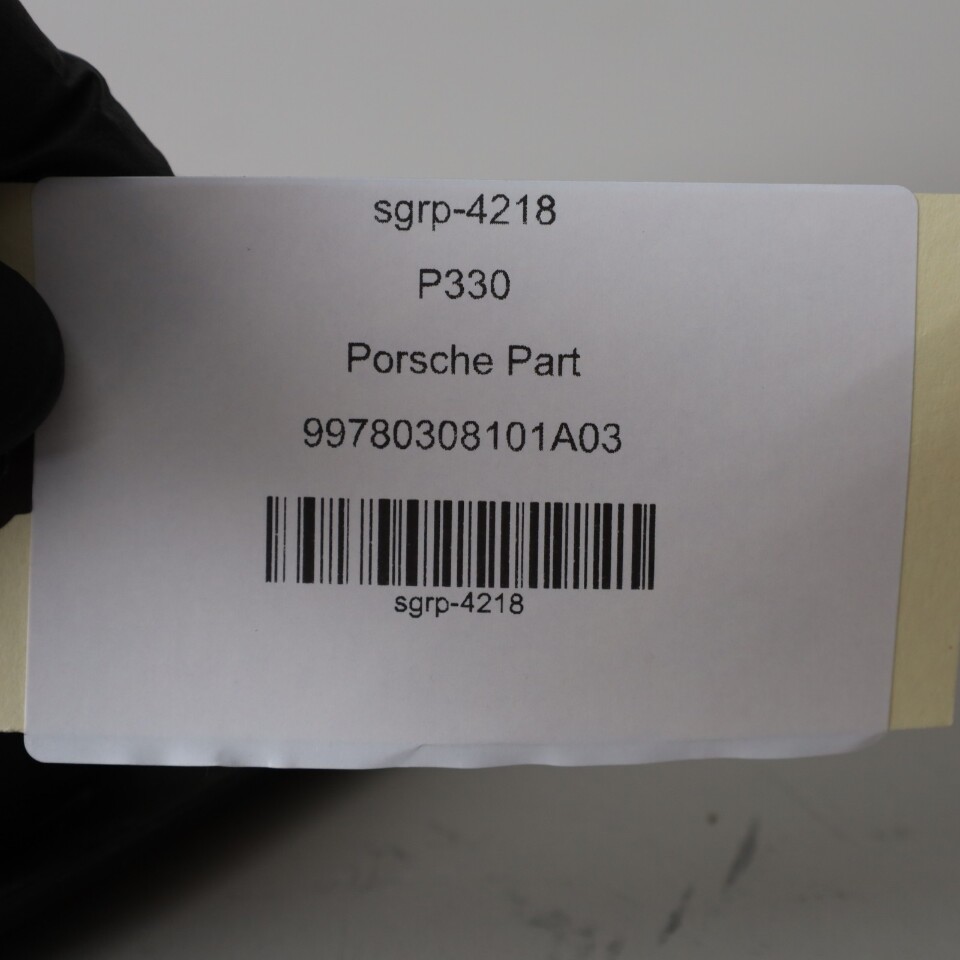 sgrp-4218
P330
Porsche Part
99780308101A03
sgrp-4218